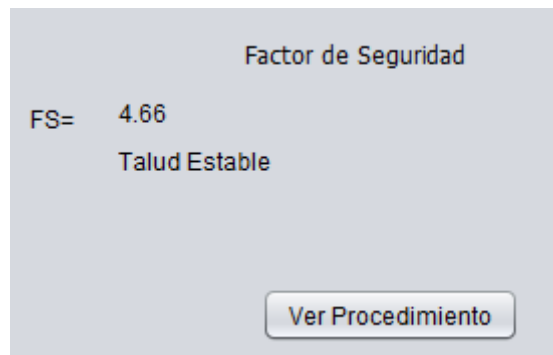 Factor de Seguridad
FS= 4.66
Talud Estable
Ver Procedimiento